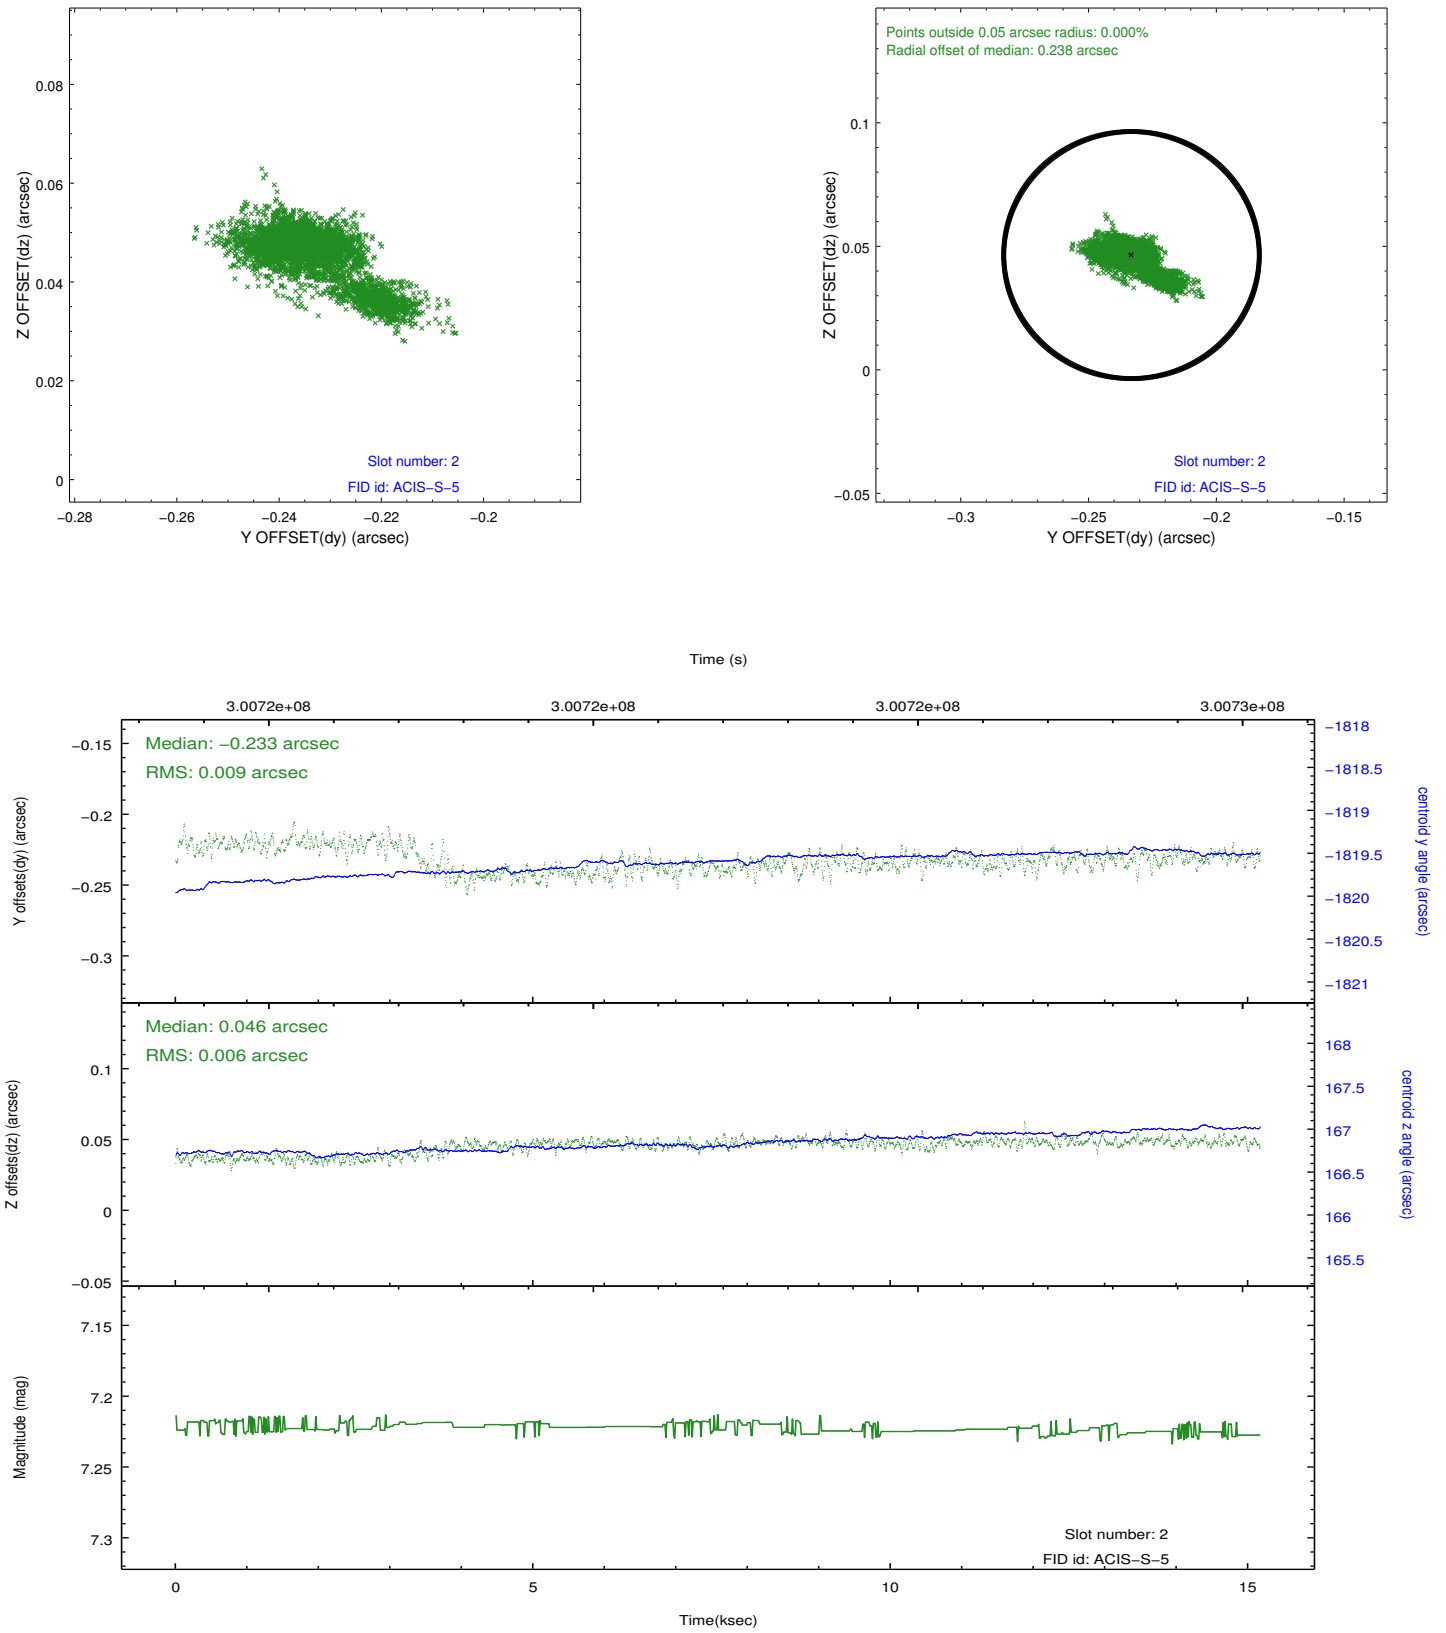 0.08
0.06
0.04
0.02
0
Z OFFSET(dz) (arcsec)
Slot number: 2
FID id: ACIS−S−5
−0.28
−0.26
−0.24
−0.22
−0.2
Y OFFSET(dy) (arcsec)
Points outside 0.05 arcsec radius: 0.000%
Radial offset of median: 0.238 arcsec
0.1
0.05
0
−0.05
Z OFFSET(dz) (arcsec)
Slot number: 2
FID id: ACIS−S−5
−0.3
−0.25
−0.2
−0.15
Y OFFSET(dy) (arcsec)
Time (s)
3.0072e+08
3.0072e+08
3.0072e+08
3.0073e+08
Median: −0.233 arcsec
RMS: 0.009 arcsec
−0.15
−0.2
−0.25
−0.3
Y offsets(dy) (arcsec)
−1818
−1818.5
−1819
−1819.5
−1820
−1820.5
−1821
centroid y angle (arcsec)
Median: 0.046 arcsec
RMS: 0.006 arcsec
0.1
0.05
0
−0.05
Z offsets(dz) (arcsec)
168
167.5
167
166.5
166
165.5
centroid z angle (arcsec)
7.15
7.2
7.25
7.3
Magnitude (mag)
Slot number: 2
FID id: ACIS−S−5
0
5
10
15
Time(ksec)